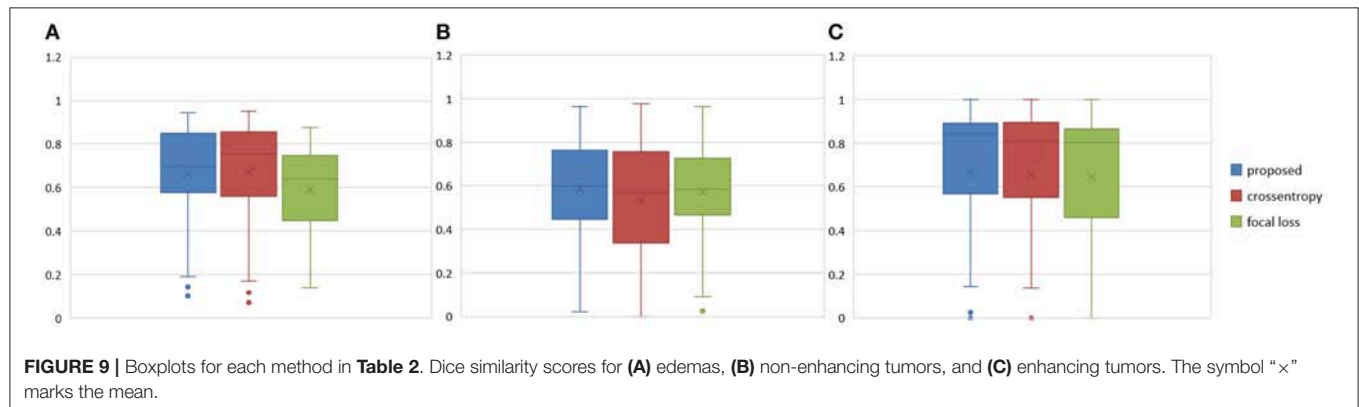 A
B
C
1.2
1
0.8
0.6
0.4
0.2
0
1.2
1
0.8
0.6
0.4
0.2
0
1.2
1
0.8
0.6
0.4
0.2
0
proposed
crossentropy
focal loss
FIGURE 9 | Boxplots for each method in Table 2. Dice similarity scores for (A) edemas, (B) non-enhancing tumors, and (C) enhancing tumors. The symbol “×”
marks the mean.